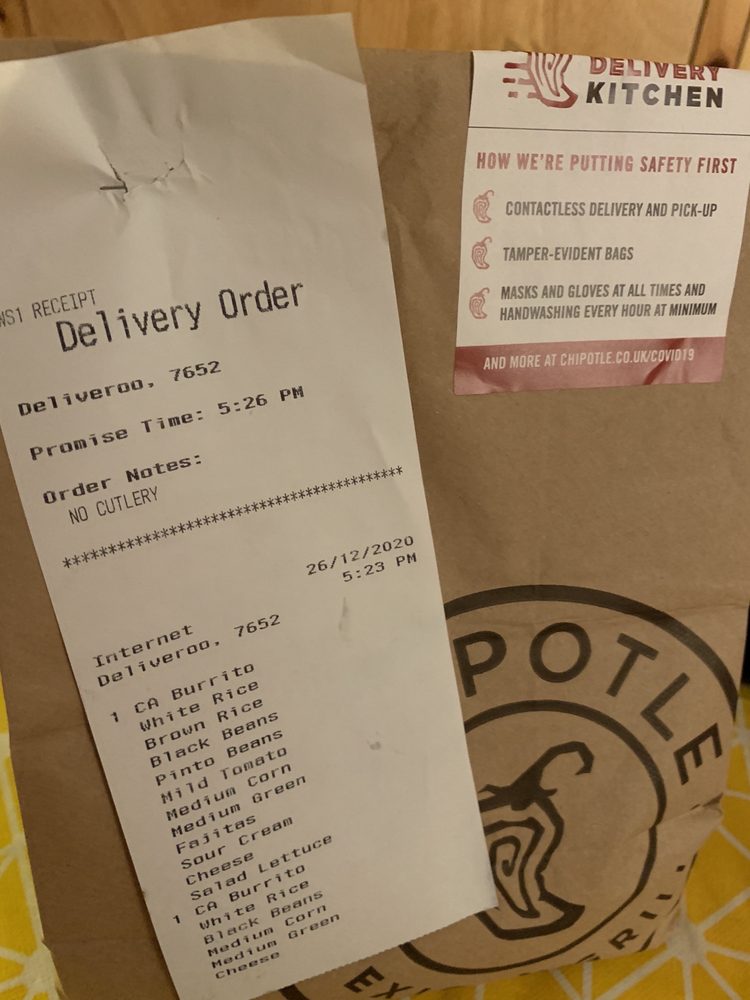 NS1 RECEIPT
Delivery Order
Deliveroo, 7652
Promise Time: 5:26 PM
Order Notes:
NO CUTLERY
******************************************
26/12/2020
5:23 PM
Internet
Deliveroo, 7652
1 CA Burrito
White Rice
Brown Rice
Black Beans
Pinto Beans
Mild Tomato
Medium Corn
Medium Green
Fajitas
Sour Cream
Cheese
Salad Lettuce
1 CA Burrito
White Rice
Black Beans
Medium Corn
Medium Green
Cheese
DELIVERY
KITCHEN
HOW WE'RE PUTTING SAFETY FIRST
CONTACTLESS DELIVERY AND PICK-UP
TAMPER-EVIDENT BAGS
MASKS AND GLOVES AT ALL TIMES AND
HANDWASHING EVERY HOUR AT MINIMUM
AND MORE AT CHIPOTLE.CO.UK/COVID19
POTLE